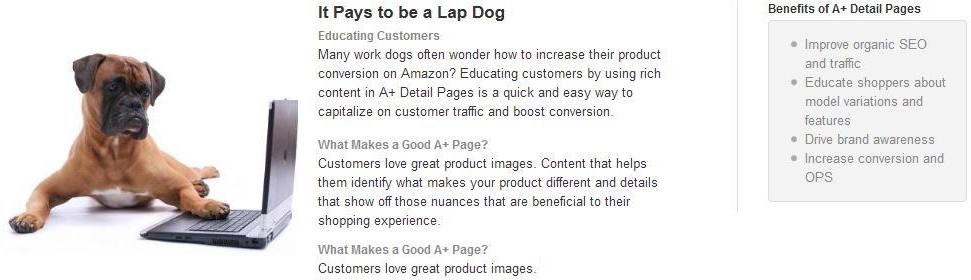 It Pays to be a Lap Dog
Educating Customers
Many work dogs often wonder how to increase their product
conversion on Amazon? Educating customers by using rich
content in A+ Detail Pages is a quick and easy way to
capitalize on customer traffic and boost conversion.
What Makes a Good A+ Page?
Customers love great product images. Content that helps
them identify what makes your product different and details
that show off those nuances that are beneficial to their
shopping experience.
What Makes a Good A+ Page?
Customers love great product images.
Benefits of A+ Detail Pages
Improve organic SEO
and traffic
Educate shoppers about
model variations and
features
Drive brand awareness
Increase conversion and
OPS